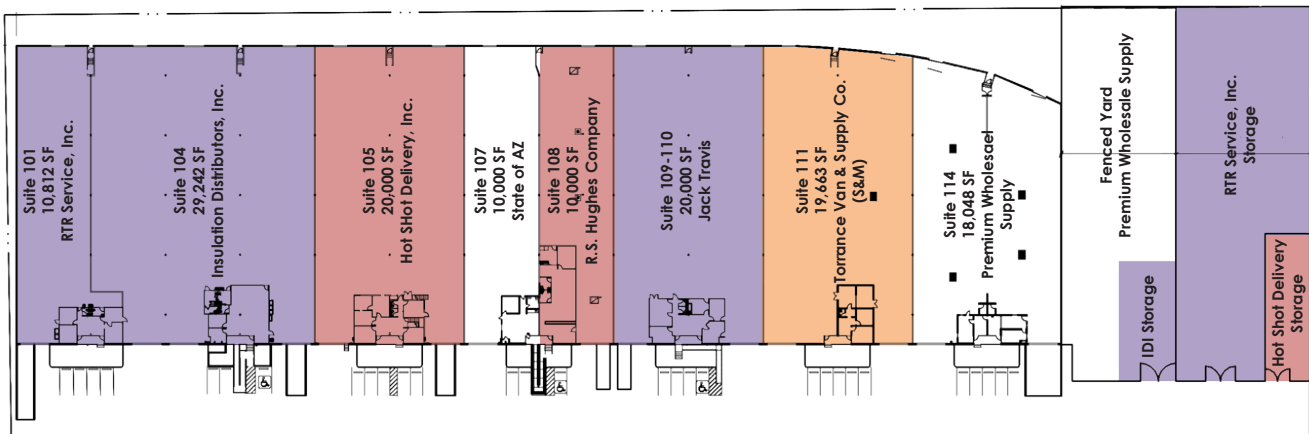 Suite 101
10,812 SF
RTR Service, Inc.
Suite 104
29,242 SF
Insulation Distributors, Inc.
Suite 105
20,000 SF
Hot Shot Delivery, Inc.
Suite 107
10,000 SF
State of AZ
Suite 108
10,000 SF
R.S. Hughes Company
Suite 109-110
20,000 SF
Jack Travis
Suite 111
19,663 SF
Torrance Van & Supply Co.
(S&M)
Suite 114
18,048 SF
Premium Wholesael
Supply
Fenced Yard
Premium Wholesale Supply
IDI Storage
RTR Service, Inc.
Storage
Hot Shot Delivery
Storage